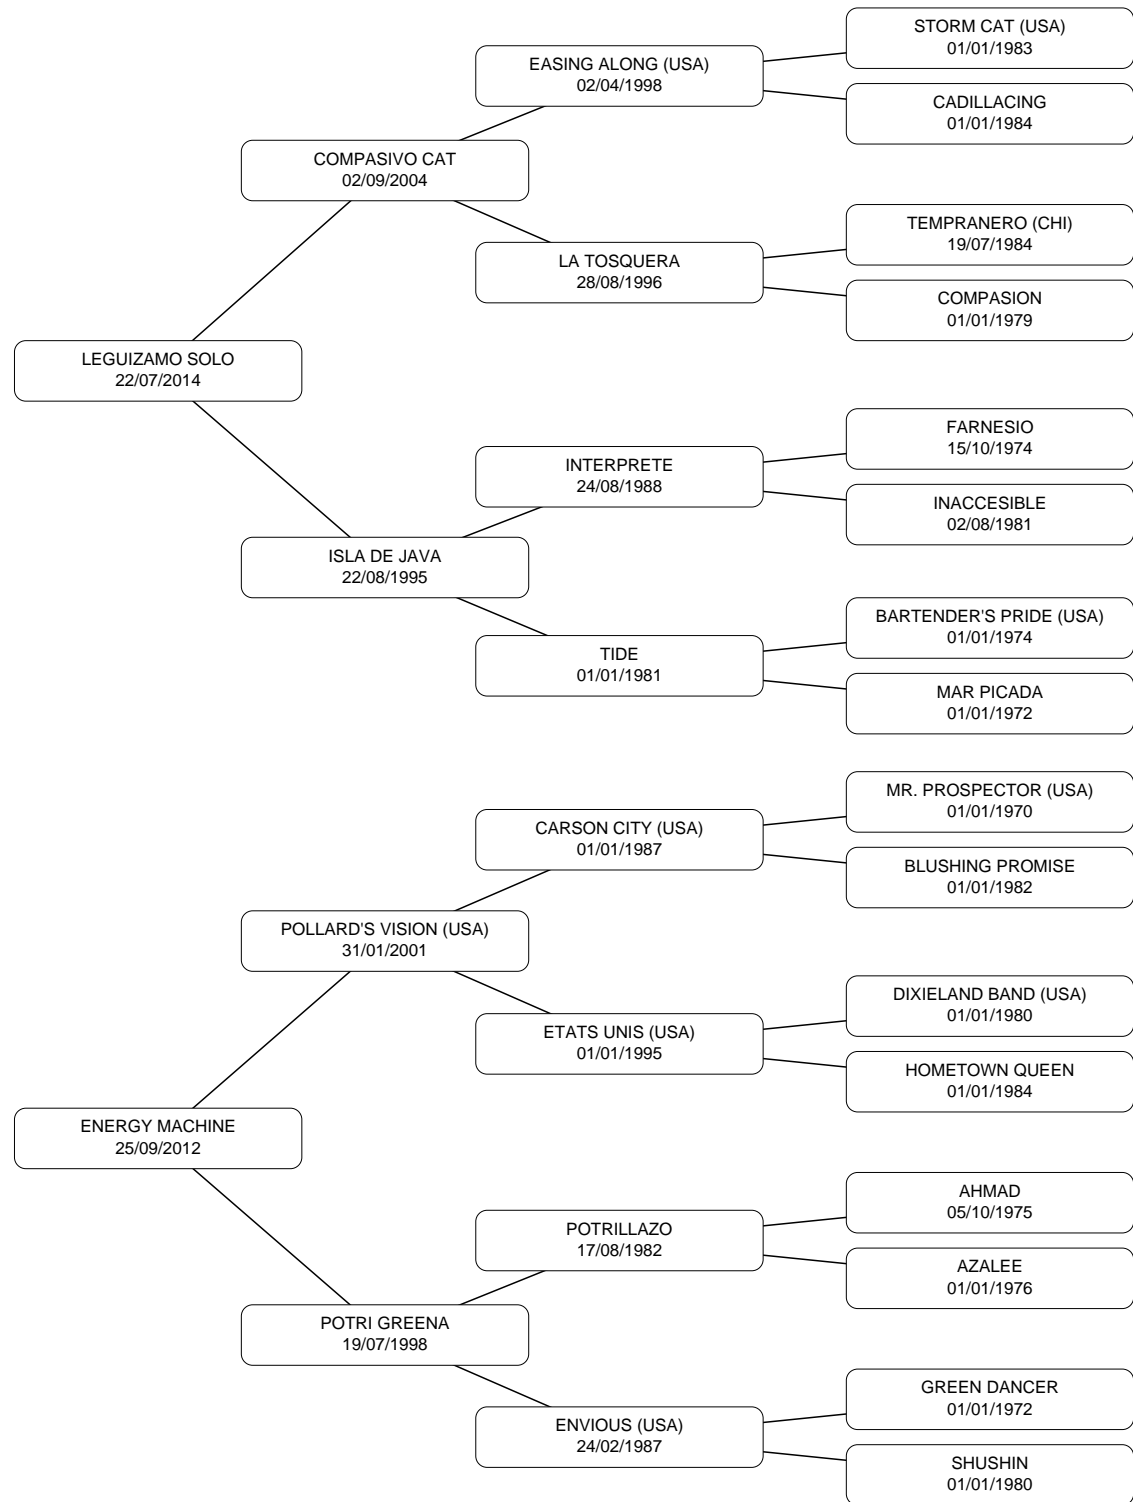 STORM CAT (USA)
01/01/1983
EASING ALONG (USA)
02/04/1998
CADILLACING
01/01/1984
COMPASIVO CAT
02/09/2004
TEMPRANERO (CHI)
19/07/1984
LA TOSQUERA
28/08/1996
COMPASION
01/01/1979
LEGUIZAMO SOLO
22/07/2014
FARNESIO
15/10/1974
INTERPRETE
24/08/1988
INACCESIBLE
02/08/1981
ISLA DE JAVA
22/08/1995
BARTENDER'S PRIDE (USA)
01/01/1974
TIDE
01/01/1981
MAR PICADA
01/01/1972
MR. PROSPECTOR (USA)
01/01/1970
CARSON CITY (USA)
01/01/1987
BLUSHING PROMISE
01/01/1982
POLLARD'S VISION (USA)
31/01/2001
DIXIELAND BAND (USA)
01/01/1980
ETATS UNIS (USA)
01/01/1995
HOMETOWN QUEEN
01/01/1984
ENERGY MACHINE
25/09/2012
AHMAD
05/10/1975
POTRILLAZO
17/08/1982
AZALEE
01/01/1976
POTRI GREENA
19/07/1998
GREEN DANCER
01/01/1972
ENVIOUS (USA)
24/02/1987
SHUSHIN
01/01/1980